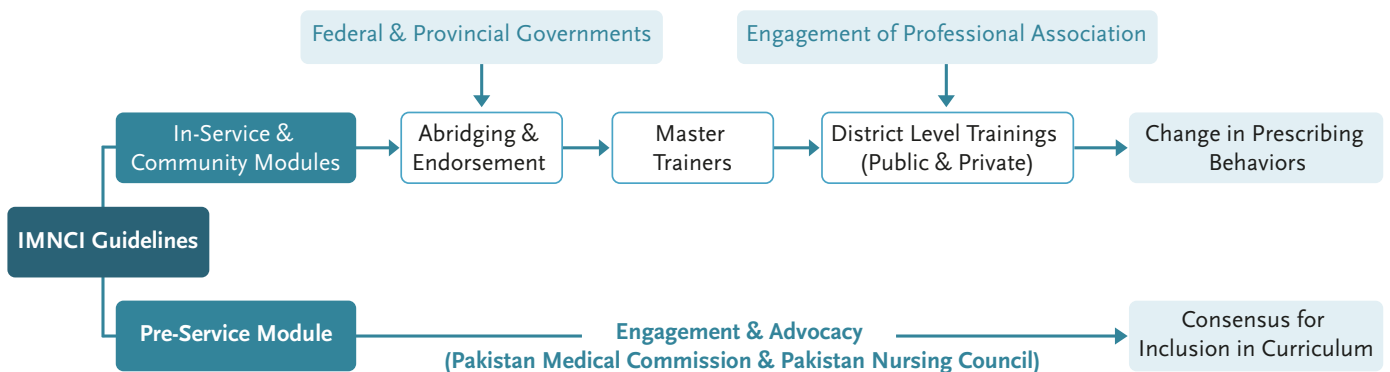 Federal & Provincial Governments
Engagement of Professional Association
In-Service &
Community Modules
Abridging &
Endorsement
Master
Trainers
District Level Trainings
(Public & Private)
Change in Prescribing
Behaviors
IMNCI Guidelines
Pre-Service Module
Engagement & Advocacy
(Pakistan Medical Commission & Pakistan Nursing Council)
Consensus for
Inclusion in Curriculum